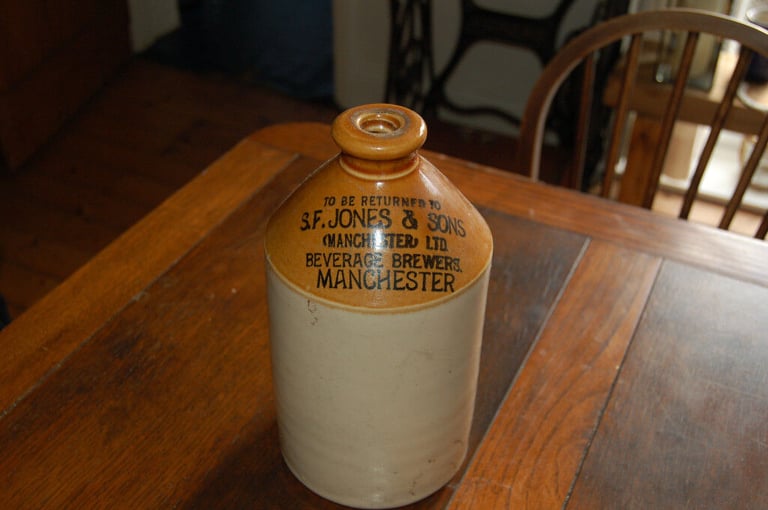 TO BE RETURNED TO
S.F. JONES & SONS
(MANCHESTER) LTD.
BEVERAGE BREWERS.
MANCHESTER